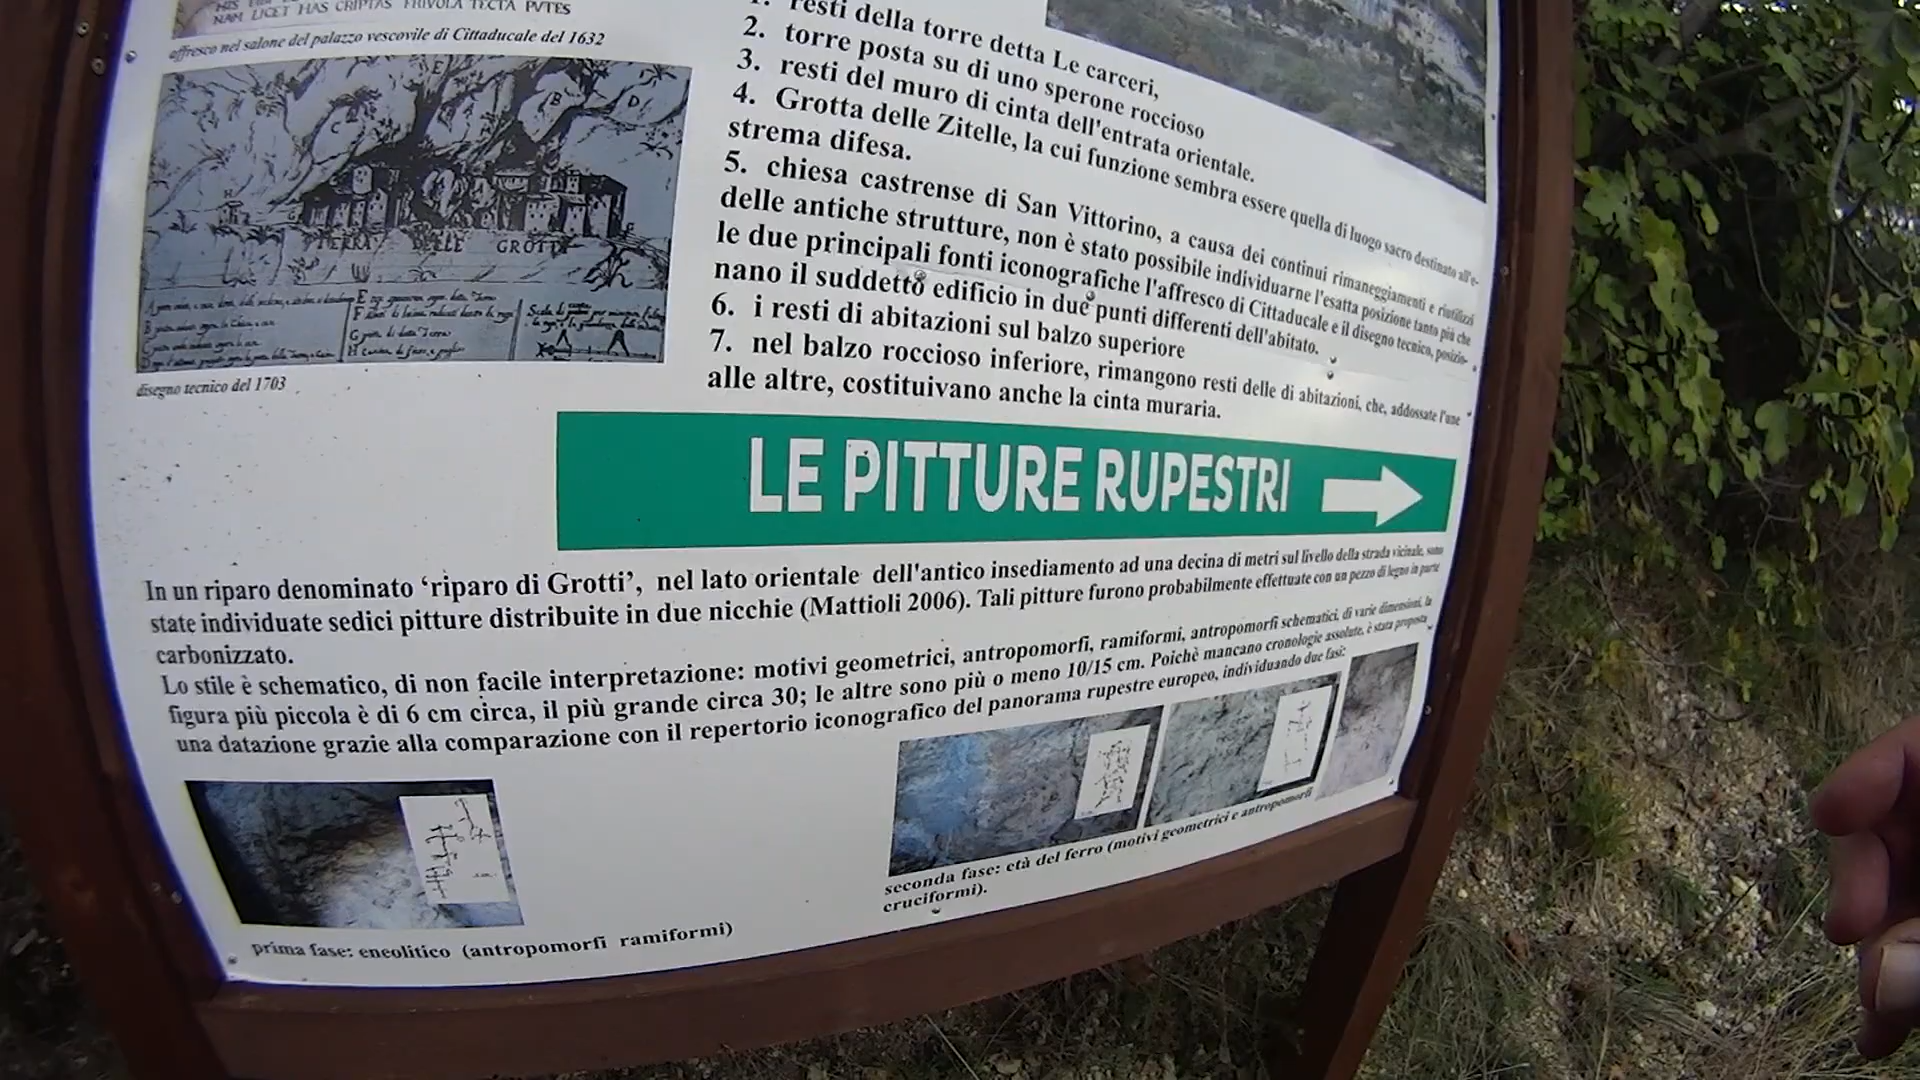 NAM LICET HAS CRIPTAS FRIVOLA TECTA PVTES
affresco nel salone del palazzo vescovile di Cittaducale del 1632
E
B
D
C
TERRA DELLE GROTTI
disegno tecnico del 1703
1. resti della torre detta Le carceri,
2. torre posta su di uno sperone roccioso
3. resti del muro di cinta dell'entrata orientale.
4. Grotta delle Zitelle, la cui funzione sembra essere quella di luogo sacro destinato all'e-
strema difesa.
5. chiesa castrense di San Vittorino, a causa dei continui rimaneggiamenti e riutilizzi
delle antiche strutture, non è stato possibile individuarne l'esatta posizione tanto più che
le due principali fonti iconografiche l'affresco di Cittaducale e il disegno tecnico, posizio-
nano il suddetto edificio in due punti differenti dell'abitato.
6. i resti di abitazioni sul balzo superiore
7. nel balzo roccioso inferiore, rimangono resti delle di abitazioni, che, addossate l'une
alle altre, costituivano anche la cinta muraria.
LE PITTURE RUPESTRI
In un riparo denominato ‘riparo di Grotti’, nel lato orientale dell'antico insediamento ad una decina di metri sul livello della strada vicinale, sono
state individuate sedici pitture distribuite in due nicchie (Mattioli 2006). Tali pitture furono probabilmente effettuate con un pezzo di legno in parte
carbonizzato.
Lo stile è schematico, di non facile interpretazione: motivi geometrici, antropomorfi, ramiformi, antropomorfi schematici, di varie dimensioni, la
figura più piccola è di 6 cm circa, il più grande circa 30; le altre sono più o meno 10/15 cm. Poichè mancano cronologie assolute, è stata proposta
una datazione grazie alla comparazione con il repertorio iconografico del panorama rupestre europeo, individuando due fasi:
prima fase: eneolitico (antropomorfi ramiformi)
seconda fase: età del ferro (motivi geometrici e antropomorfi
cruciformi).